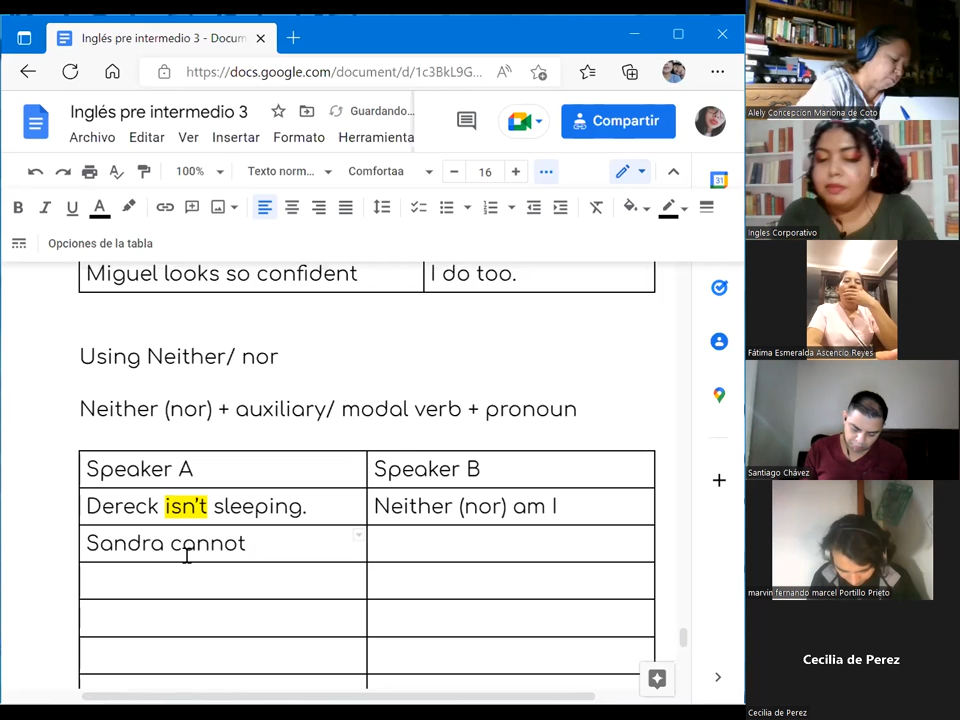 Inglés pre intermedio 3 - Docum
https://docs.google.com/document/d/1c3BkL9G...
Inglés pre intermedio 3
Guardando...
Archivo Editar Ver Insertar Formato Herramienta
Compartir
100% Texto norm... Comfortaa 16
31
Opciones de la tabla
Miguel looks so confident I do too.
Using Neither/ nor
Neither (nor) + auxiliary/ modal verb + pronoun
Speaker A Speaker B
Dereck isn't sleeping. Neither (nor) am I
Sandra cannot
Alely Concepcion Mariona de Coto
Ingles Corporativo
Fátima Esmeralda Ascencio Reyes
Santiago Chávez
marvin fernando marcel Portillo Prieto
Cecilia de Perez
Cecilia de Perez